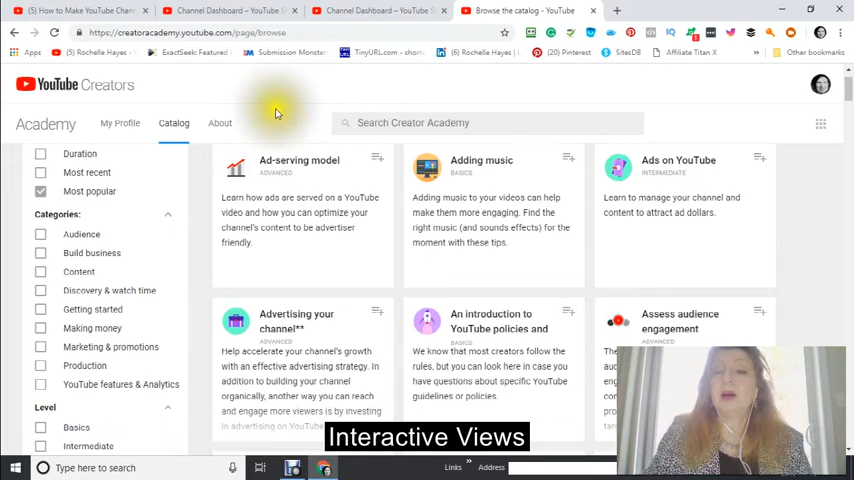 (5) How to Make YouTube Chann
Channel Dashboard – YouTube S
Channel Dashboard – YouTube S
Browse the catalog - YouTube
https://creatoracademy.youtube.com/page/browse
Apps
(5) Rochelle Hayes |
ExactSeek: Featured
Submission Monster
TinyURL.com - short
(6) Rochelle Hayes |
(20) Pinterest
SitesDB
Affiliate Titan X
Other bookmarks
YouTube Creators
Academy
My Profile
Catalog
About
Search Creator Academy
Duration
Most recent
Most popular
Categories:
Audience
Build business
Content
Discovery & watch time
Getting started
Making money
Marketing & promotions
Production
YouTube features & Analytics
Level
Basics
Intermediate
Ad-serving model
ADVANCED
Learn how ads are served on a YouTube
video and how you can optimize your
channel's content to be advertiser
friendly.
Adding music
BASICS
Adding music to your videos can help
make them more engaging. Find the
right music (and sounds effects) for the
moment with these tips.
Ads on YouTube
INTERMEDIATE
Learn to manage your channel and
content to attract ad dollars.
Advertising your
channel**
ADVANCED
Help accelerate your channel's growth
with an effective advertising strategy. In
addition to building your channel
organically, another way you can reach
and engage more viewers is by investing
in advertising on YouTube
An introduction to
YouTube policies and
BASICS
We know that most creators follow the
rules, but you can look here in case you
have questions about specific YouTube
guidelines or policies.
Assess audience
engagement
ADVANCED
Interactive Views
Type here to search
Links
Address